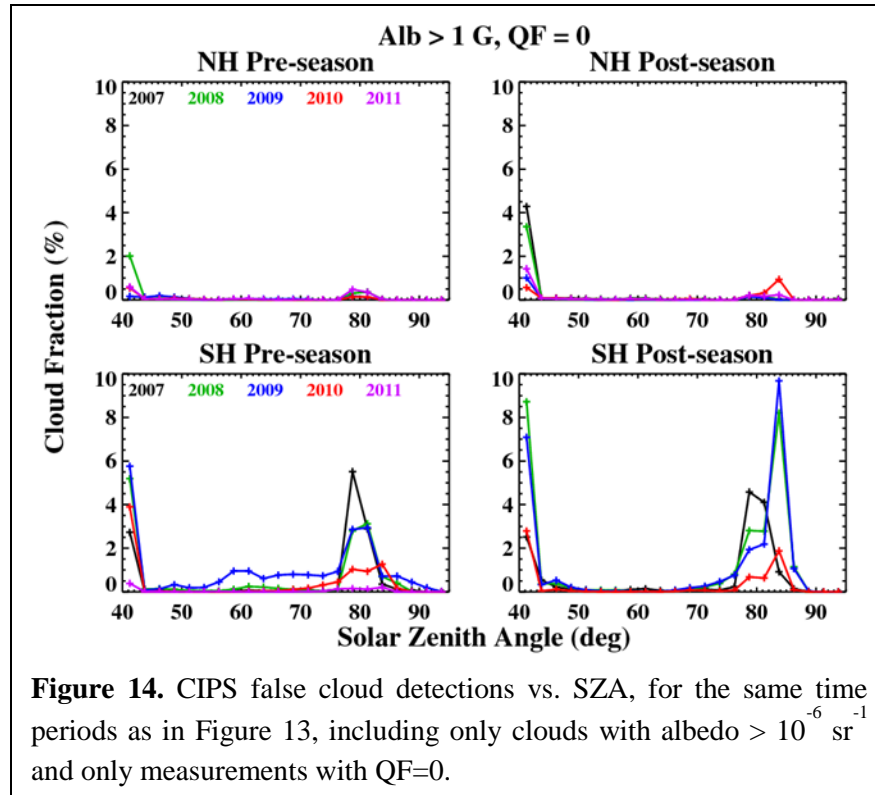 Alb > 1 G, QF = 0
NH Pre-season
NH Post-season
10
8
6
4
2
0
2007 2008 2009 2010 2011
40 50 60 70 80 90
10
8
6
4
2
0
40 50 60 70 80 90
Cloud Fraction (%)
SH Pre-season
SH Post-season
10
8
6
4
2
0
2007 2008 2009 2010 2011
40 50 60 70 80 90
10
8
6
4
2
0
40 50 60 70 80 90
Solar Zenith Angle (deg)
Figure 14. CIPS false cloud detections vs. SZA, for the same time
periods as in Figure 13, including only clouds with albedo > 10⁻⁶ sr⁻¹
and only measurements with QF=0.